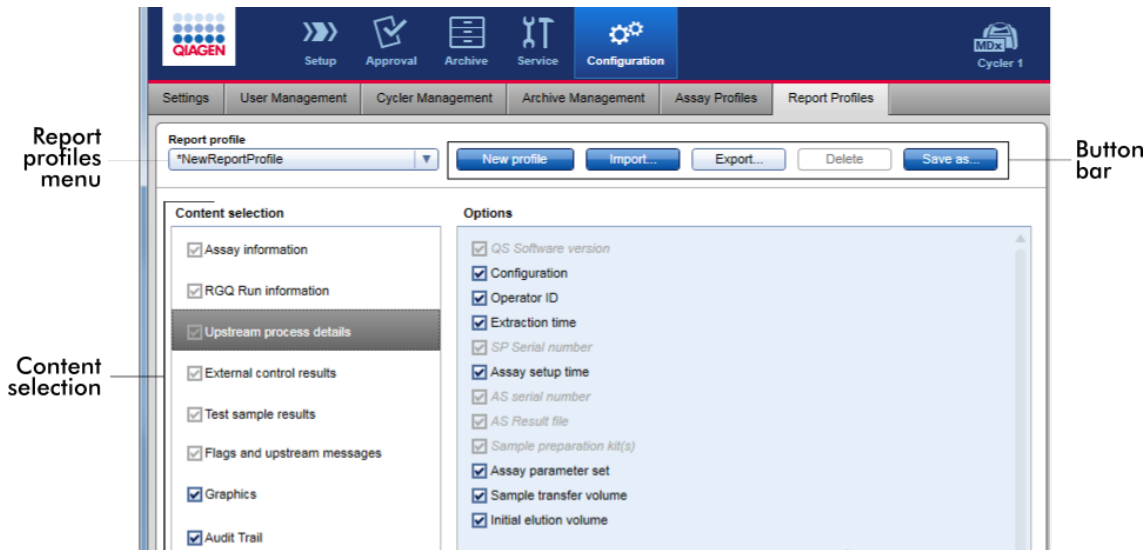 QIAGEN
Setup
Approval
Archive
Service
Configuration
MDx
Cycler 1
Settings
User Management
Cycler Management
Archive Management
Assay Profiles
Report Profiles
Report profiles menu
Report profile
*NewReportProfile
New profile
Import...
Export...
Delete
Save as...
Button bar
Content selection
Content selection
Assay information
RGQ Run information
Upstream process details
External control results
Test sample results
Flags and upstream messages
Graphics
Audit Trail
Options
QS Software version
Configuration
Operator ID
Extraction time
SP Serial number
Assay setup time
AS serial number
AS Result file
Sample preparation kit(s)
Assay parameter set
Sample transfer volume
Initial elution volume